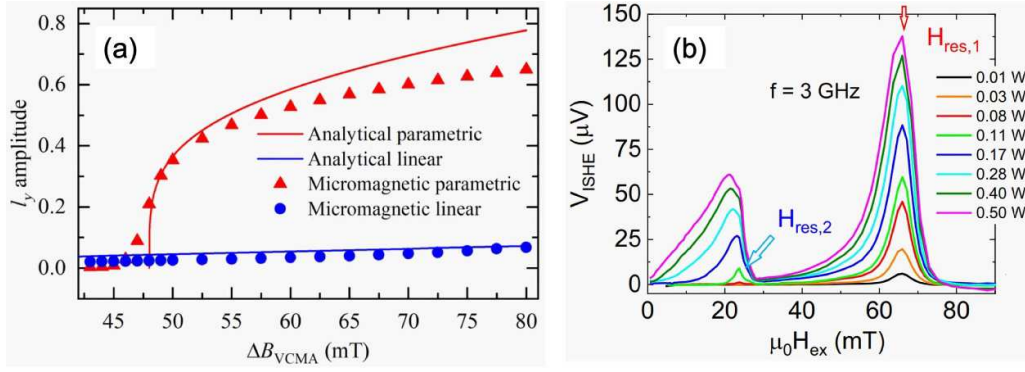 (a)
0.8
0.6
0.4
0.2
0.0
l_y amplitude
Analytical parametric
Analytical linear
Micromagnetic parametric
Micromagnetic linear
45 50 55 60 65 70 75 80
ΔB_VCMA (mT)
(b)
150
125
100
75
50
25
0
V_ISHE (μV)
f = 3 GHz
H_res,1
H_res,2
0.01 W
0.03 W
0.08 W
0.11 W
0.17 W
0.28 W
0.40 W
0.50 W
0 20 40 60 80
μ₀H_ex (mT)